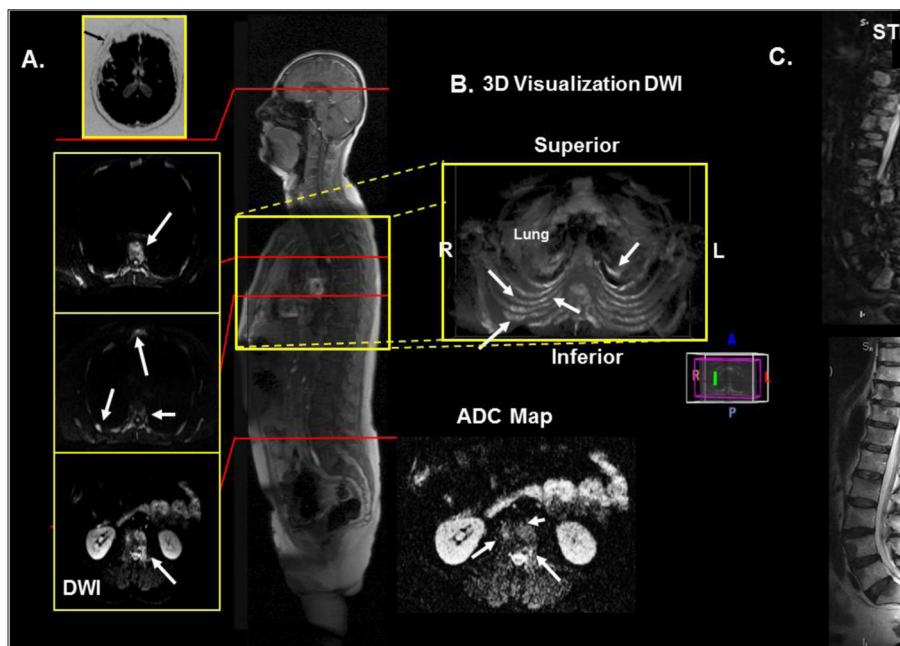 A.
B. 3D Visualization DWI
C.
ST
Superior
Lung
R
L
Inferior
A
R
I
L
P
ADC Map
DWI